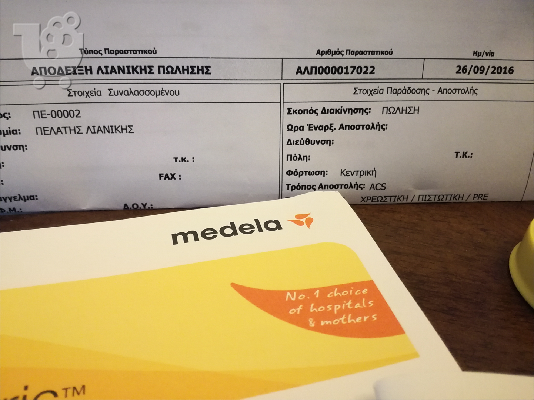 Τύπος Παραστατικού Αριθμός Παραστατικού Ημ/νία
ΑΠΟΔΕΙΞΗ ΛΙΑΝΙΚΗΣ ΠΩΛΗΣΗΣ ΑΛΠ000017022 26/09/2016
Στοιχεία Συναλασσομένου Στοιχεία Παράδοσης - Αποστολής
ΠΕ-00002 Σκοπός Διακίνησης: ΠΩΛΗΣΗ
ΠΕΛΑΤΗΣ ΛΙΑΝΙΚΗΣ Ωρα Έναρξ. Αποστολής:
Διεύθυνση:
Τ.Κ.: Πόλη: Τ.Κ.:
FAX : Φόρτωση: Κεντρική
Τρόπος Αποστολής: ACS
Δ.Ο.Υ.: ΧΡΕΩΣΤΙΚΗ / ΠΙΣΤΩΤΙΚΗ / PRE
medela
No. 1 choice
of hospitals
& mothers